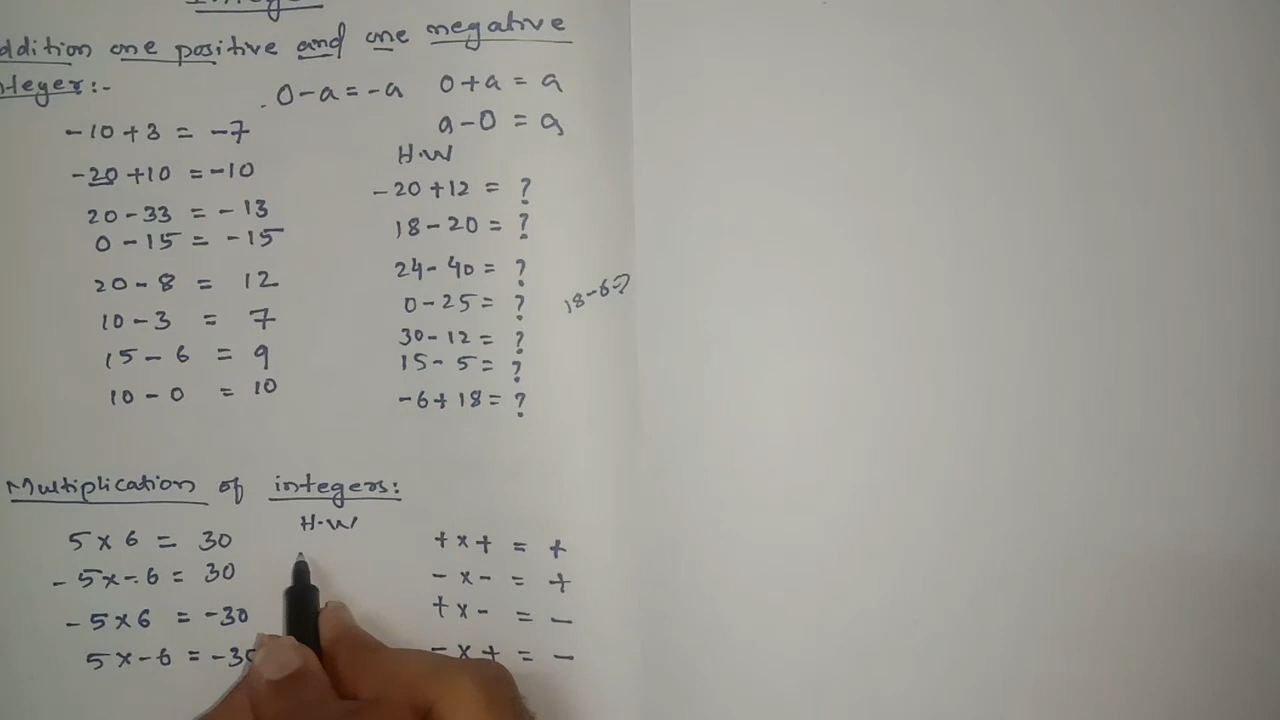 Integ
ddition one positive and one negative
nteger:-
0-a=-a 0+a = a
a-0 = a
-10+3 = -7
-20+10 =-10
20-33 = -13
0-15 = -15
20-8 = 12
10-3 = 7
15-6 = 9
10-0 = 10
H.W
-20+12 = ?
18-20 = ?
24-40 = ?
0-25 = ?
30-12 = ?
15-5 = ?
-6+18 = ?
18-6=?
Multiplication of integers:
H.W
5x6 = 30
-5x-6 = 30
-5x6 = -30
5x-6 = -30
+x+ = +
-x- = +
+x- = -
-x+ = -